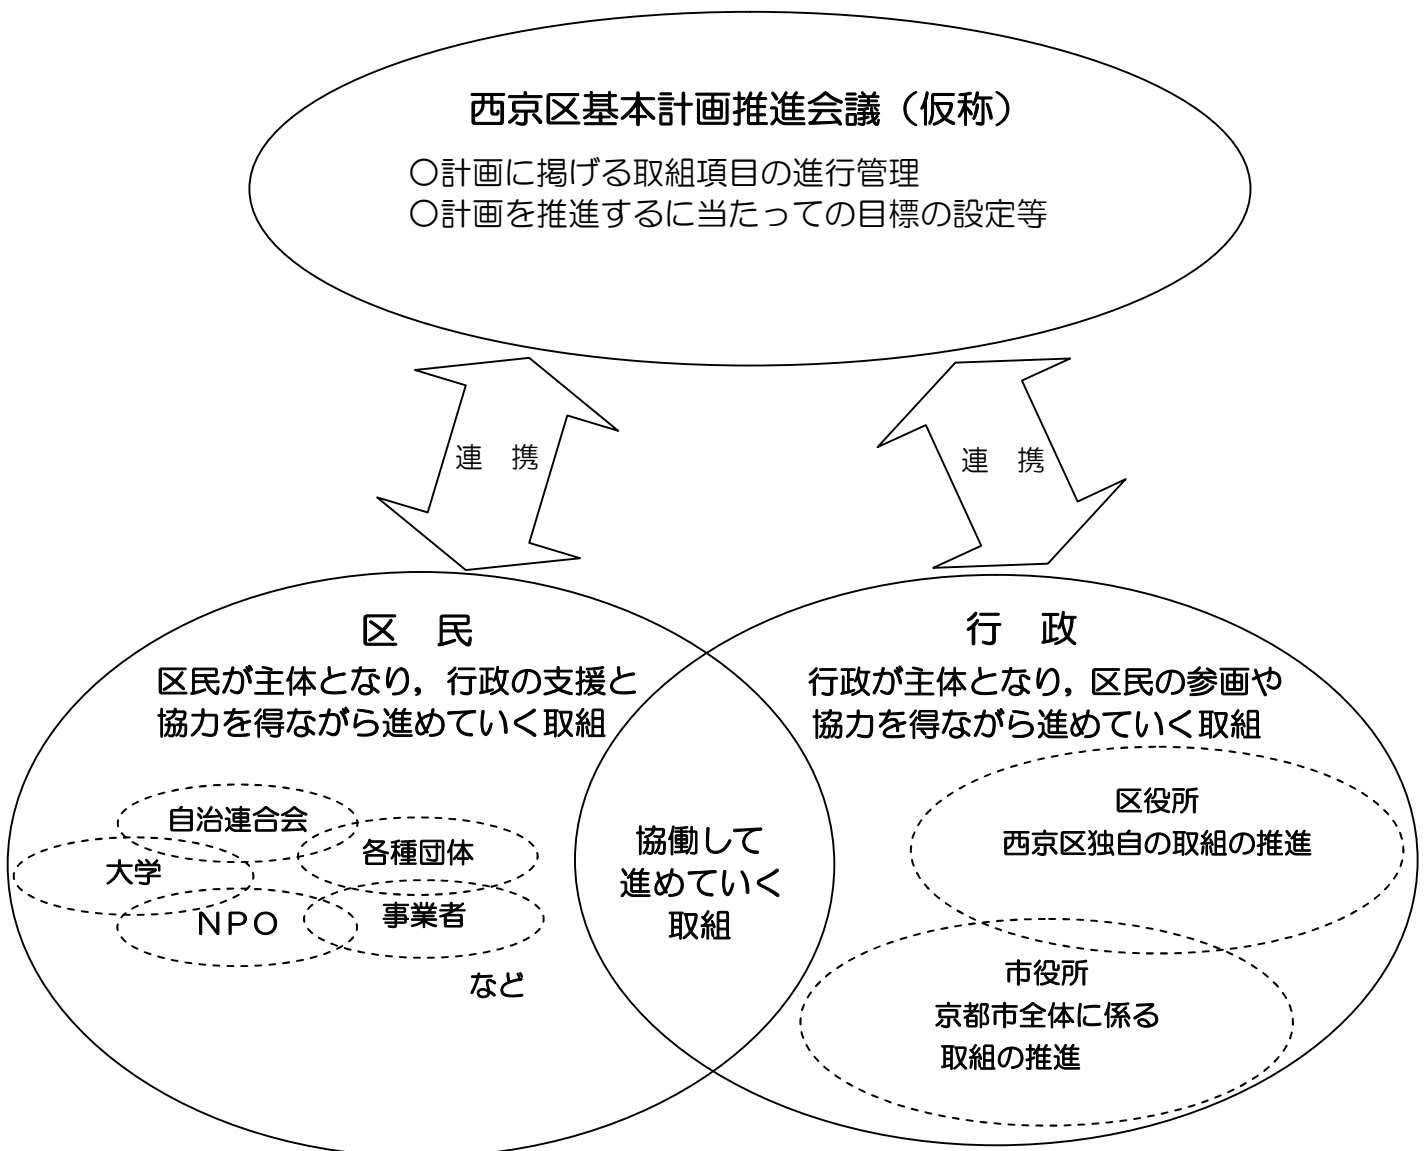 西京区基本計画推進会議（仮称）
○計画に掲げる取組項目の進行管理
○計画を推進するに当たっての目標の設定等
連　携
連　携
区　民
区民が主体となり，行政の支援と
協力を得ながら進めていく取組
自治連合会
各種団体
大学
事業者
ＮＰＯ
など
協働して
進めていく
取組
行　政
行政が主体となり，区民の参画や
協力を得ながら進めていく取組
区役所
西京区独自の取組の推進
市役所
京都市全体に係る
取組の推進